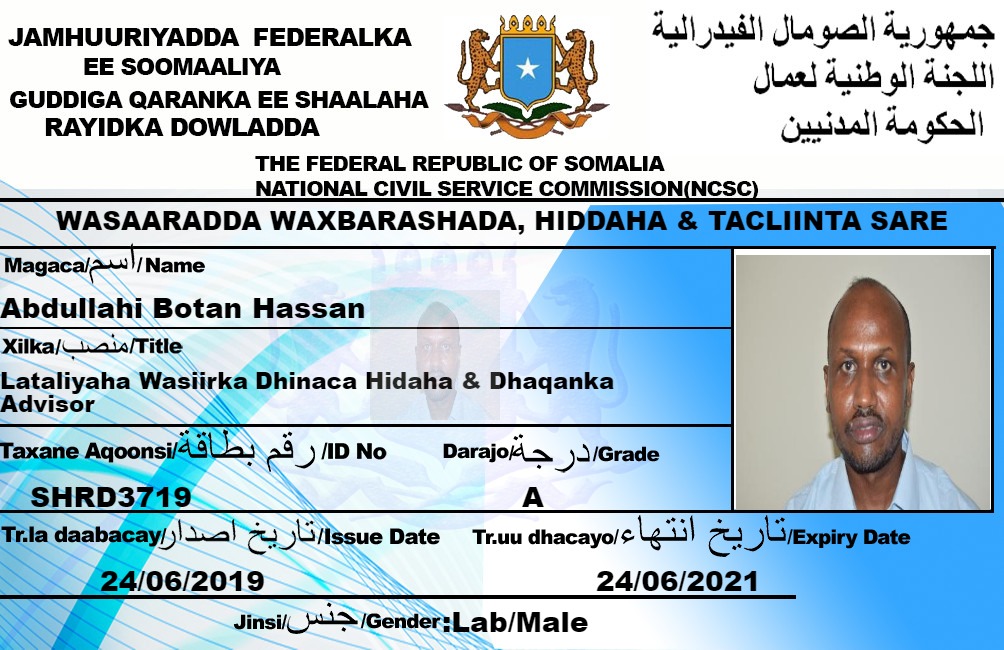 JAMHUURIYADDA FEDERALKA
EE SOOMAALIYA
GUDDIGA QARANKA EE SHAALAHA
RAYIDKA DOWLADDA
جمهورية الصومال الفيدرالية
اللجنة الوطنية لعمال
الحكومة المدنيين
THE FEDERAL REPUBLIC OF SOMALIA
NATIONAL CIVIL SERVICE COMMISSION(NCSC)
WASAARADDA WAXBARASHADA, HIDDAHA & TACLIINTA SARE
Magaca/اسم/Name
Abdullahi Botan Hassan
Xilka/منصب/Title
Lataliyaha Wasiirka Dhinaca Hidaha & Dhaqanka
Advisor
Taxane Aqoonsi/رقم بطاقة/ID No
Darajo/درجة/Grade
SHRD3719
A
Tr.la daabacay/تاريخ اصدار/Issue Date
Tr.uu dhacayo/تاريخ انتهاء/Expiry Date
24/06/2019
24/06/2021
Jinsi/جنس/Gender:Lab/Male